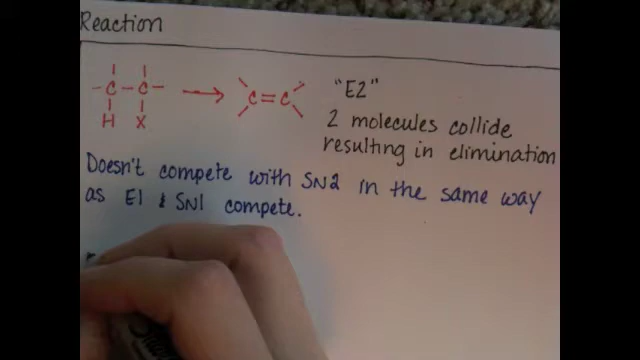 Reaction
- C - C -
H X
C = C
"E2"
2 molecules collide
resulting in elimination
Doesn't compete with SN2 in the same way
as E1 & SN1 compete.